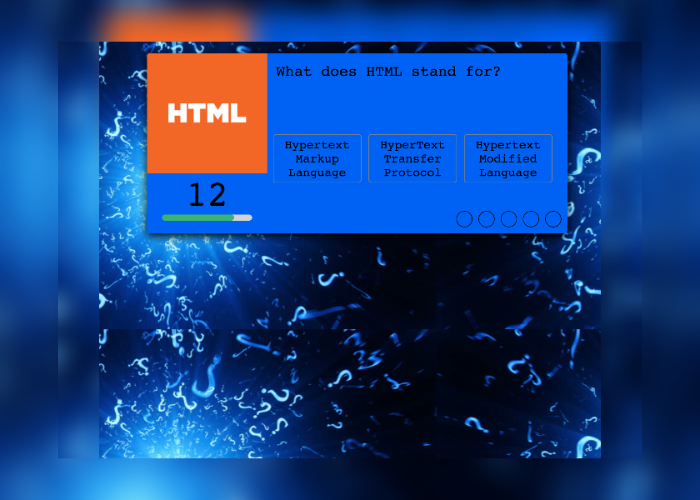 HTML
What does HTML stand for?
Hypertext
Markup
Language
HyperText
Transfer
Protocol
Hypertext
Modified
Language
12